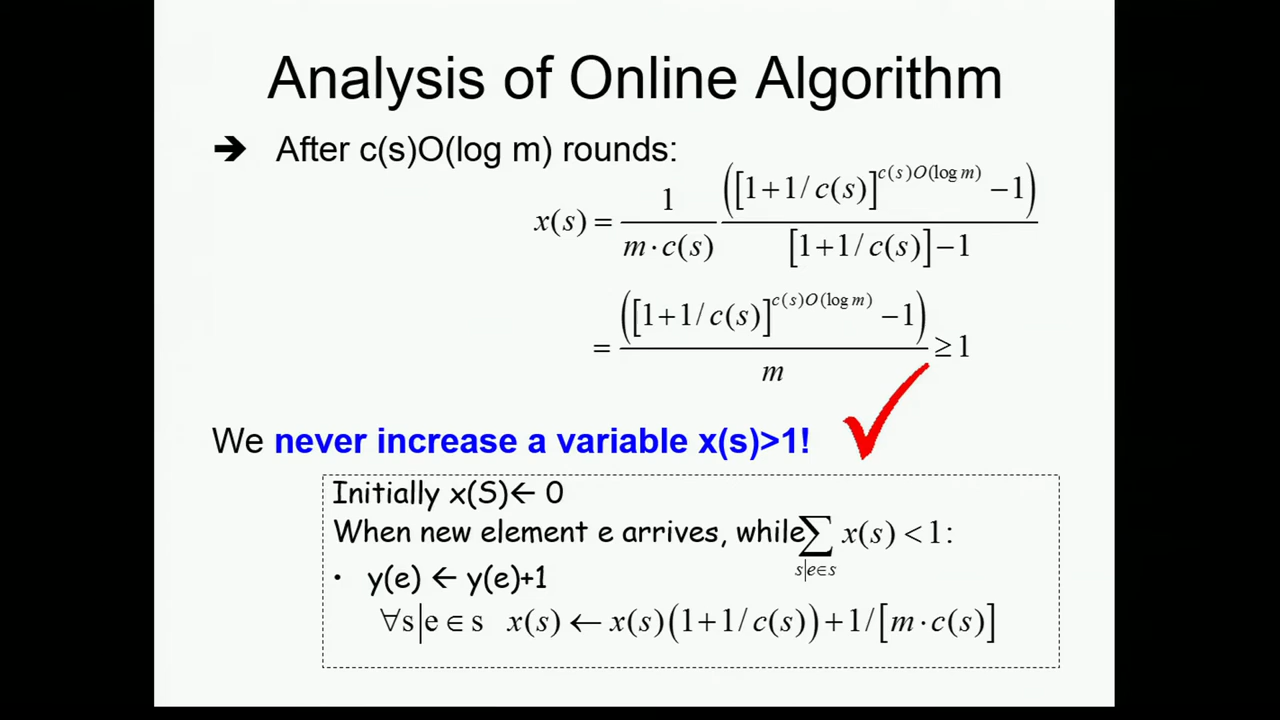 Analysis of Online Algorithm
➔ After c(s)O(log m) rounds:
x(s) = 1/(m·c(s)) ([1+1/c(s)]^{c(s)O(log m)} −1) / ([1+1/c(s)]−1)
= ([1+1/c(s)]^{c(s)O(log m)} −1) / m ≥ 1
We never increase a variable x(s)>1!
Initially x(S)← 0
When new element e arrives, while ∑_{s|e∈s} x(s) < 1:
• y(e) ← y(e)+1
∀s|e ∈ s x(s) ← x(s)(1+1/c(s))+1/[m·c(s)]